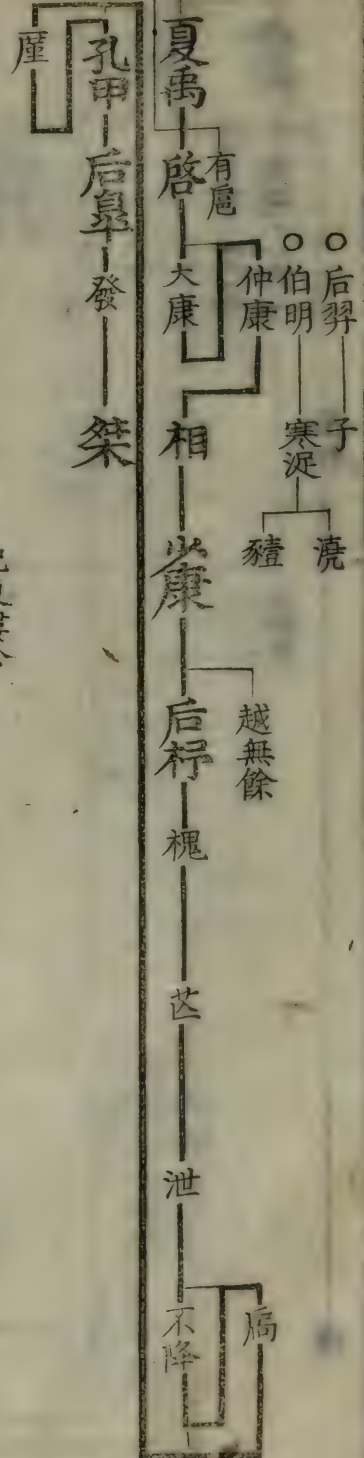 ○后羿 子
○伯明 寒浞
澆
豷
仲康
扃
有扈
越無餘
夏禹 啓 大康 相 少康 后杼 槐 芒 泄 不降
孔甲 后皐 發 桀
廑